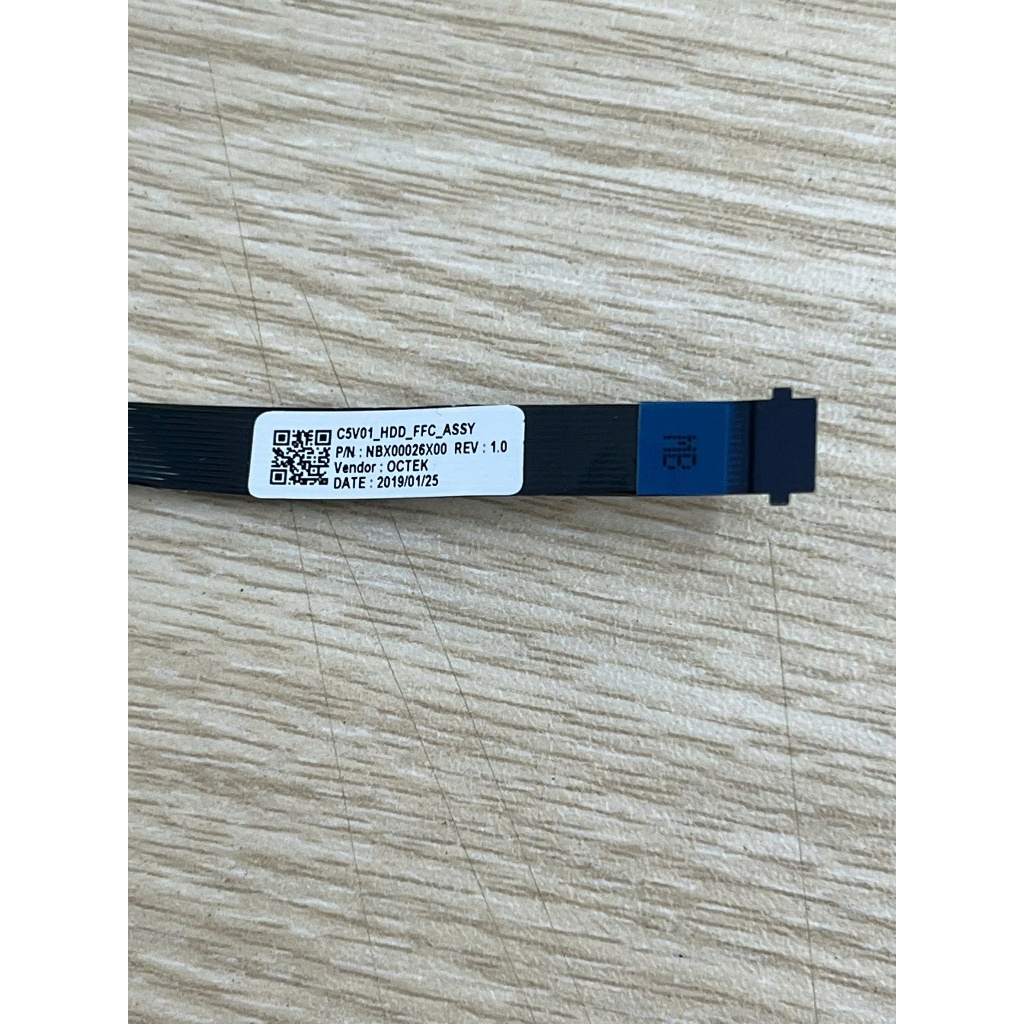 C5V01_HDD_FFC_ASSY
P/N : NBX00026X00 REV : 1.0
Vendor : OCTEK
DATE : 2019/01/25